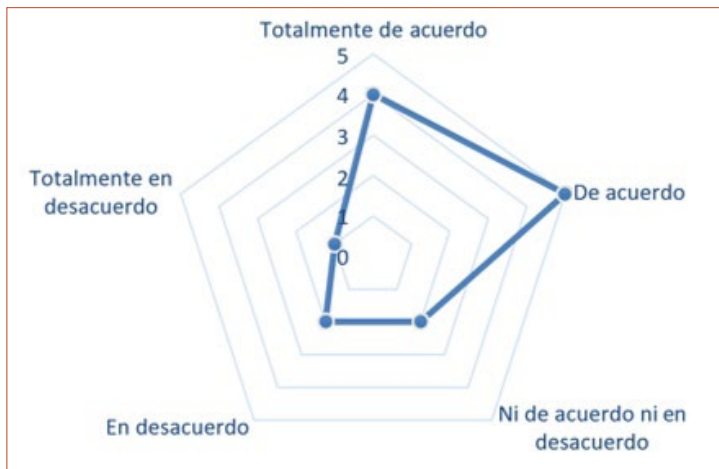 Totalmente de acuerdo
5
4
3
2
1
0
De acuerdo
Ni de acuerdo ni en
desacuerdo
En desacuerdo
Totalmente en
desacuerdo